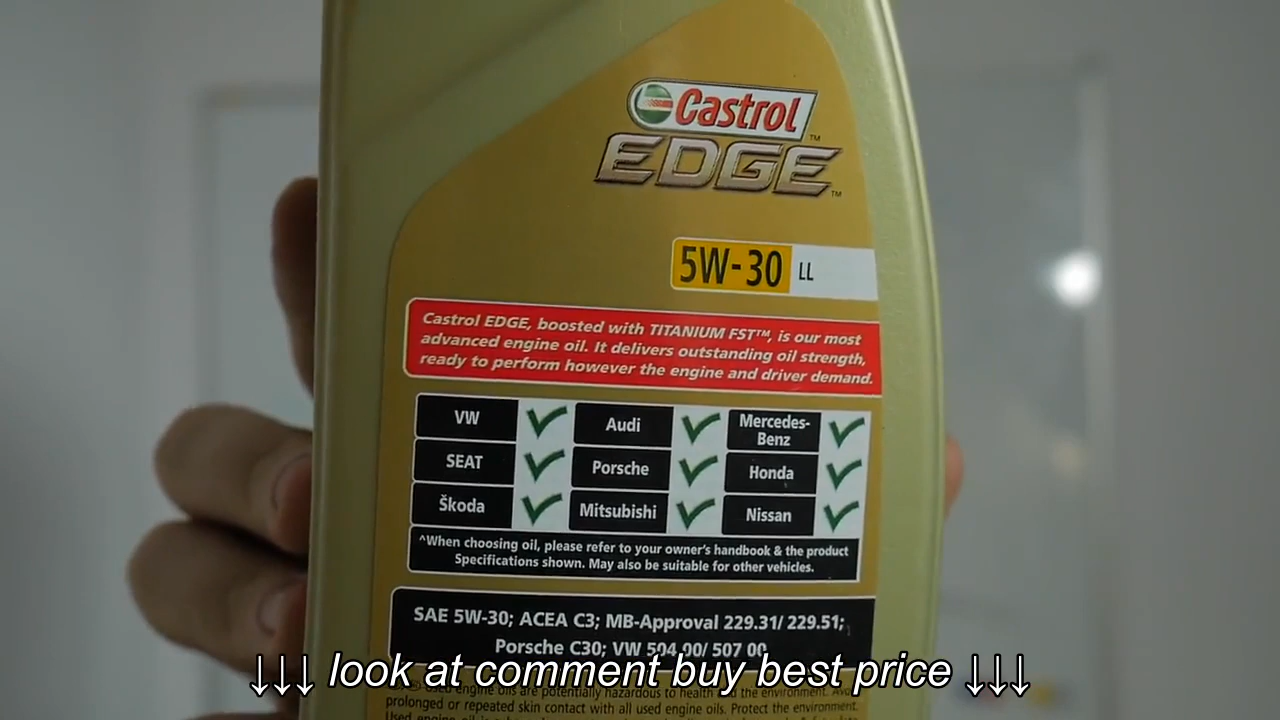 Castrol
EDGE™
5W-30 LL
Castrol EDGE, boosted with TITANIUM FST™, is our most
advanced engine oil. It delivers outstanding oil strength,
ready to perform however the engine and driver demand.
VW Audi Mercedes-Benz
SEAT Porsche Honda
Škoda Mitsubishi Nissan
^When choosing oil, please refer to your owner's handbook & the product
Specifications shown. May also be suitable for other vehicles.
SAE 5W-30; ACEA C3; MB-Approval 229.31/ 229.51;
Porsche C30; VW 504 00/ 507 00
↓↓↓ look at comment buy best price ↓↓↓
used engine oils are potentially hazardous to health and the environment.
prolonged or repeated skin contact with all used engine oils. Protect the environment.